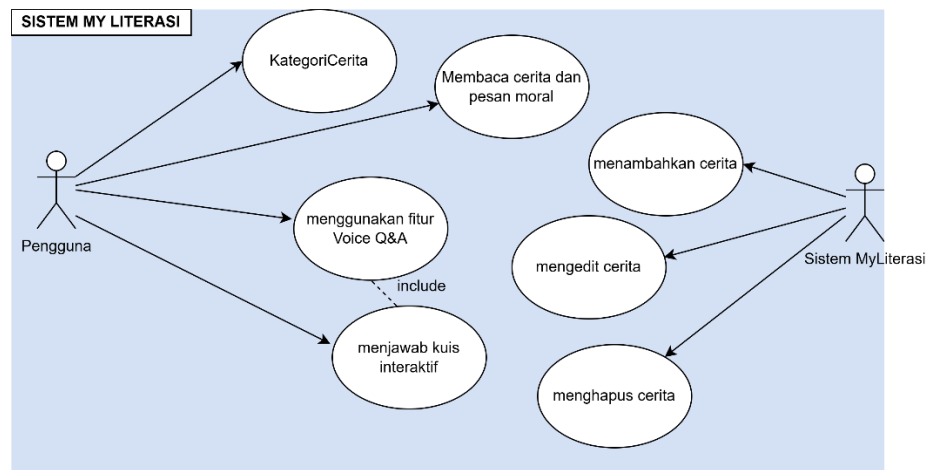 SISTEM MY LITERASI
KategoriCerita
Membaca cerita dan
pesan moral
menambahkan cerita
Pengguna
menggunakan fitur
Voice Q&A
mengedit cerita
Sistem MyLiterasi
include
menjawab kuis
interaktif
menghapus cerita